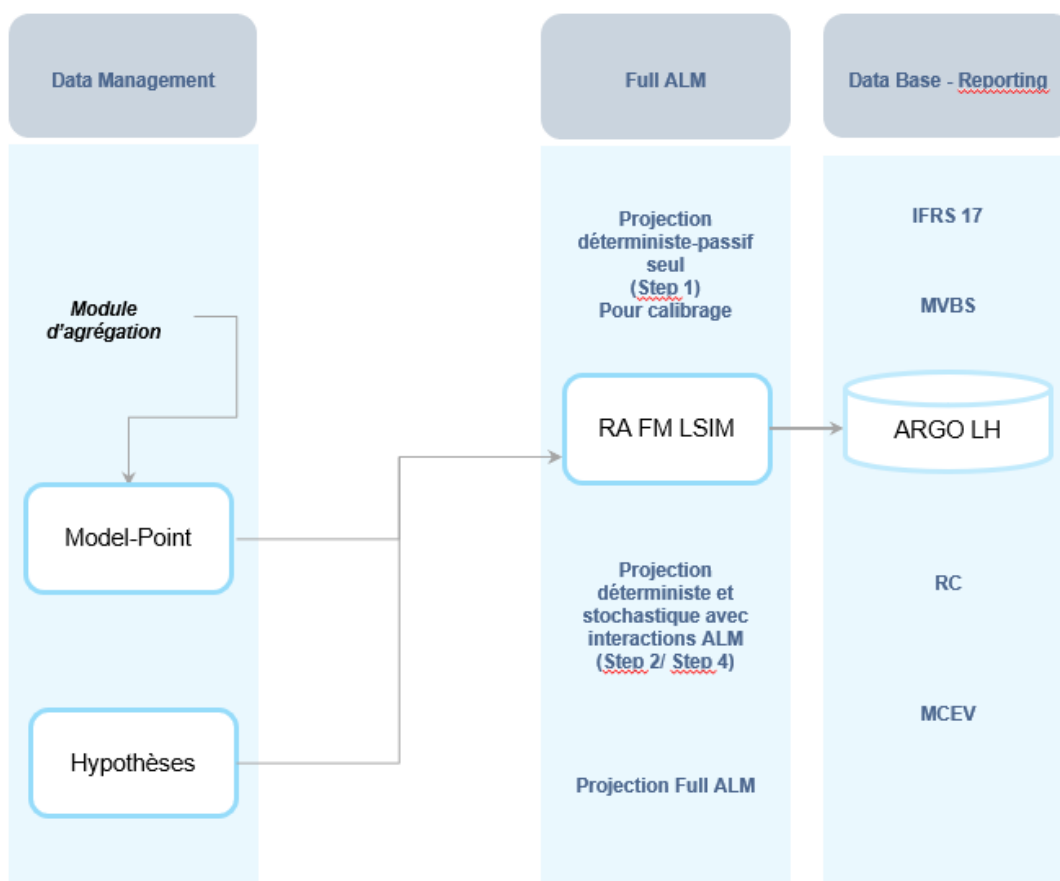 Data Management
Full ALM
Data Base - Reporting
Module
d'agrégation
Model-Point
Hypothèses
Projection
déterministe-passif
seul
(Step 1)
Pour calibrage
RA FM LSIM
Projection
déterministe et
stochastique avec
interactions ALM
(Step 2/ Step 4)
Projection Full ALM
IFRS 17
MVBS
ARGO LH
RC
MCEV